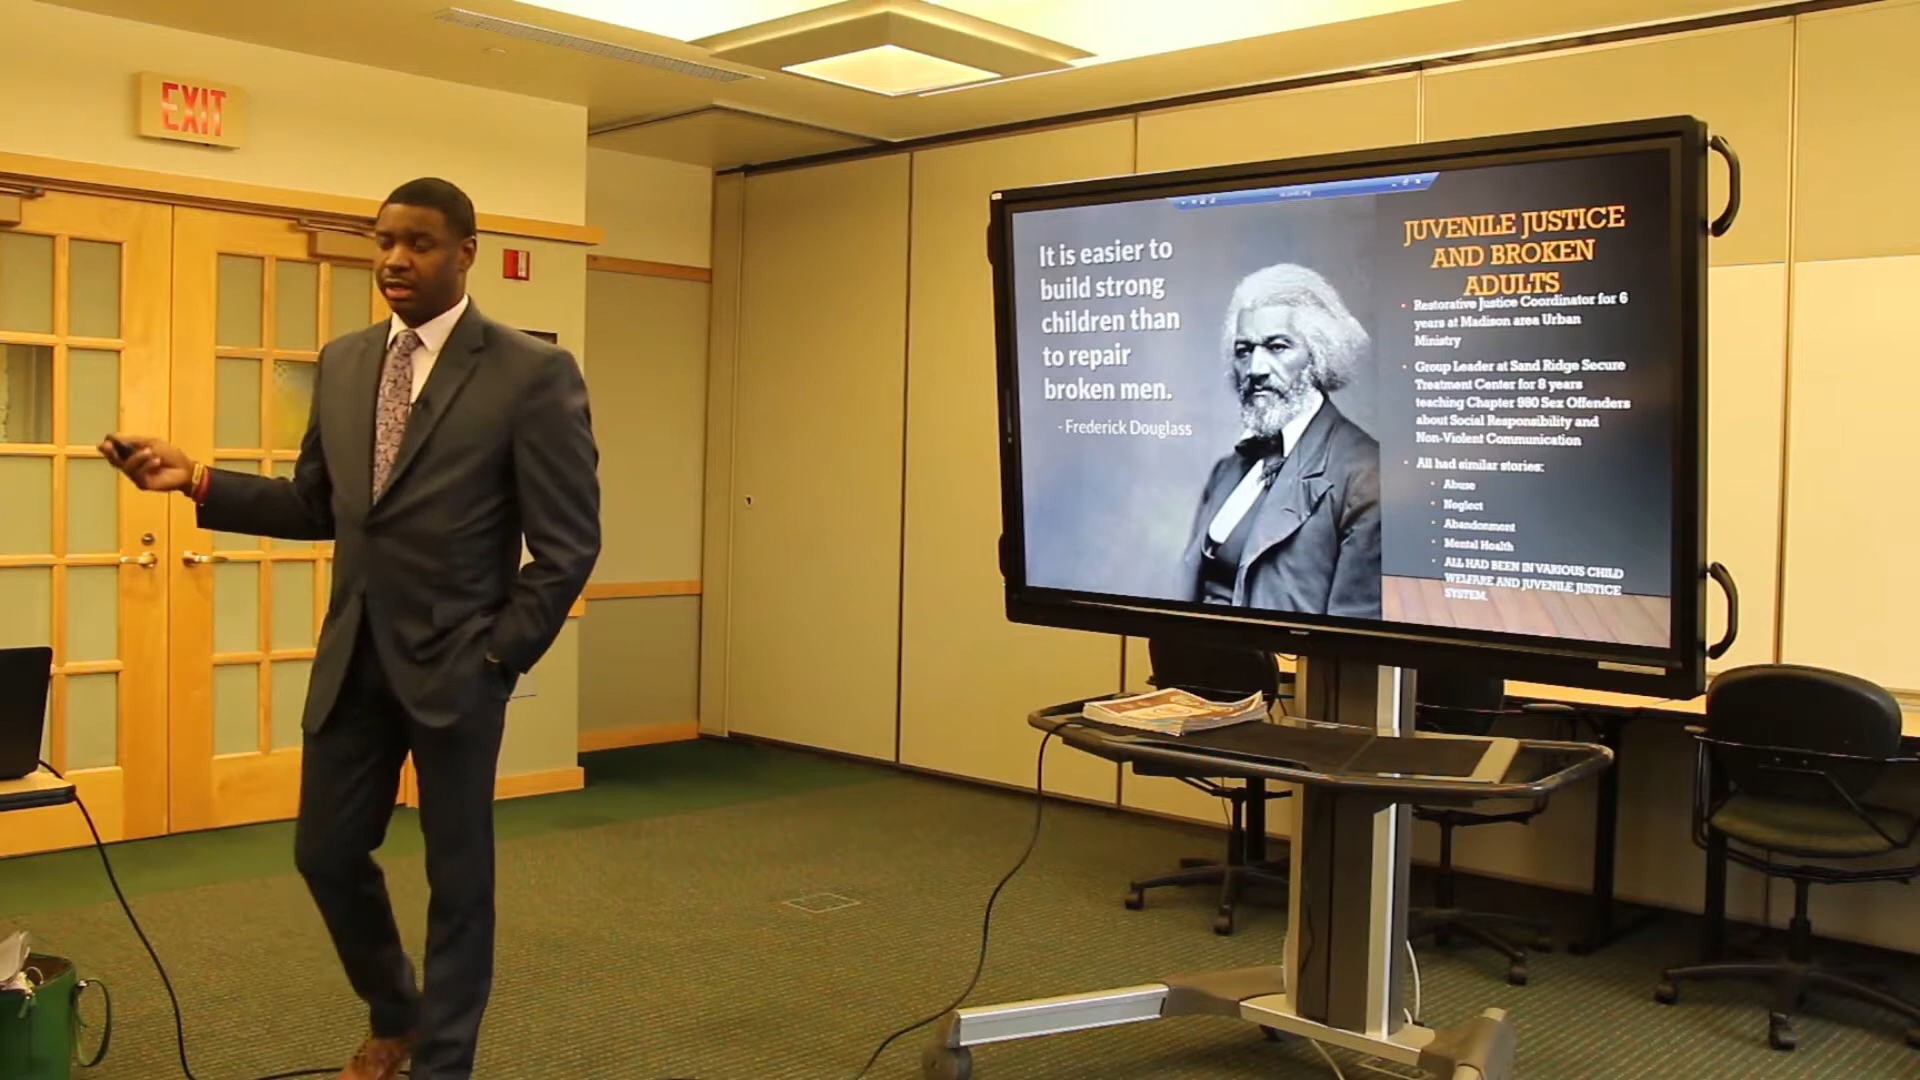 EXIT
It is easier to
build strong
children than
to repair
broken men.
- Frederick Douglass
JUVENILE JUSTICE
AND BROKEN
ADULTS
Restorative Justice Coordinator for 6
years at Madison area Urban
Ministry
Group Leader at Sand Ridge Secure
Treatment Center for 8 years
teaching Chapter 980 Sex Offenders
about Social Responsibility and
Non-Violent Communication
All had similar stories:
Abuse
Neglect
Abandonment
Mental Health
ALL HAD BEEN IN VARIOUS CHILD
WELFARE AND JUVENILE JUSTICE
SYSTEM.